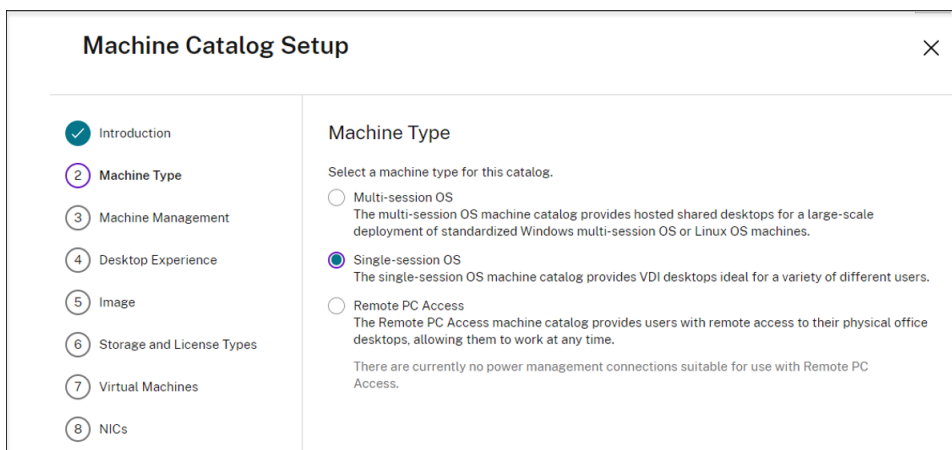 Machine Catalog Setup
Introduction
2 Machine Type
3 Machine Management
4 Desktop Experience
5 Image
6 Storage and License Types
7 Virtual Machines
8 NICs
Machine Type
Select a machine type for this catalog.
Multi-session OS
The multi-session OS machine catalog provides hosted shared desktops for a large-scale
deployment of standardized Windows multi-session OS or Linux OS machines.
Single-session OS
The single-session OS machine catalog provides VDI desktops ideal for a variety of different users.
Remote PC Access
The Remote PC Access machine catalog provides users with remote access to their physical office
desktops, allowing them to work at any time.
There are currently no power management connections suitable for use with Remote PC
Access.